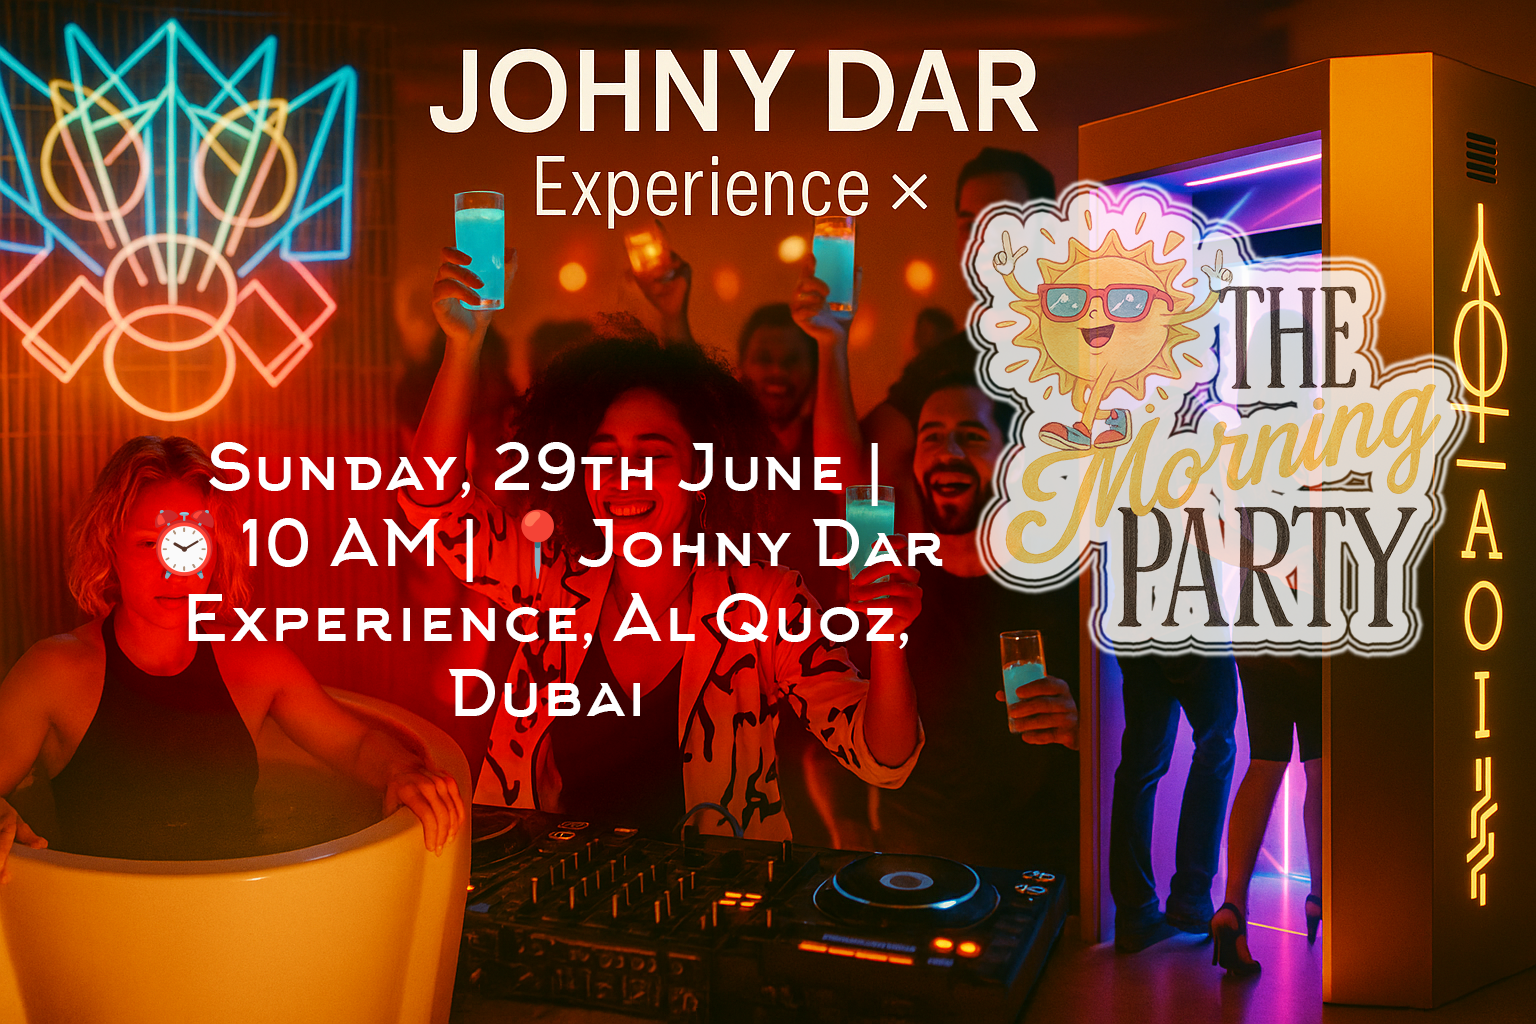 JOHNY DAR
Experience ×
THE
Morning
PARTY
Sunday, 29th June |
⏰ 10 AM | 📍 Johny Dar
Experience, Al Quoz,
Dubai
A
O
I